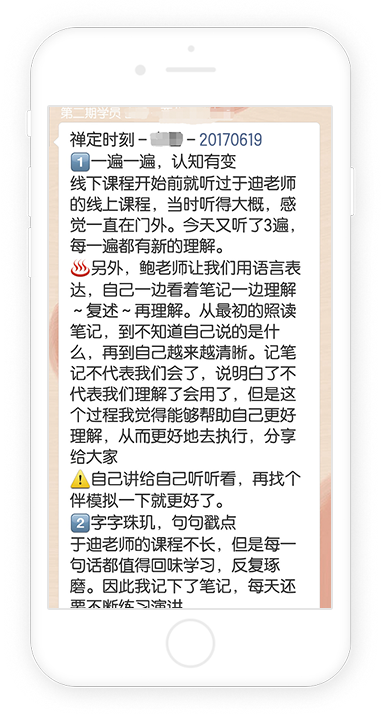 第二期学员
禅定时刻 – – 20170619
1 一遍一遍，认知有变
线下课程开始前就听过于迪老师
的线上课程，当时听得大概，感
觉一直在门外。今天又听了3遍，
每一遍都有新的理解。
♨️另外，鲍老师让我们用语言表
达，自己一边看着笔记一边理解
～复述～再理解。从最初的照读
笔记，到不知道自己说的是什
么，再到自己越来越清晰。记笔
记不代表我们会了，说明白了不
代表我们理解了会用了，但是这
个过程我觉得能够帮助自己更好
理解，从而更好地去执行，分享
给大家
⚠️自己讲给自己听听看，再找个
伴模拟一下就更好了。
2 字字珠玑，句句戳点
于迪老师的课程不长，但是每一
句话都值得回味学习，反复琢
磨。因此我记下了笔记，每天还
要不断练习演讲